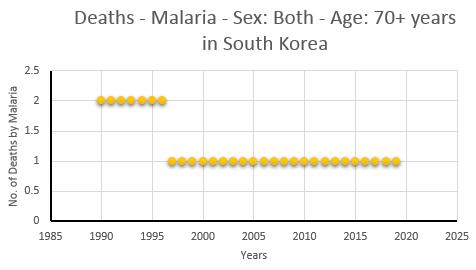 Deaths - Malaria - Sex: Both - Age: 70+ years
in South Korea
No. of Deaths by Malaria
2.5
2
1.5
1
0.5
0
1985 1990 1995 2000 2005 2010 2015 2020 2025
Years